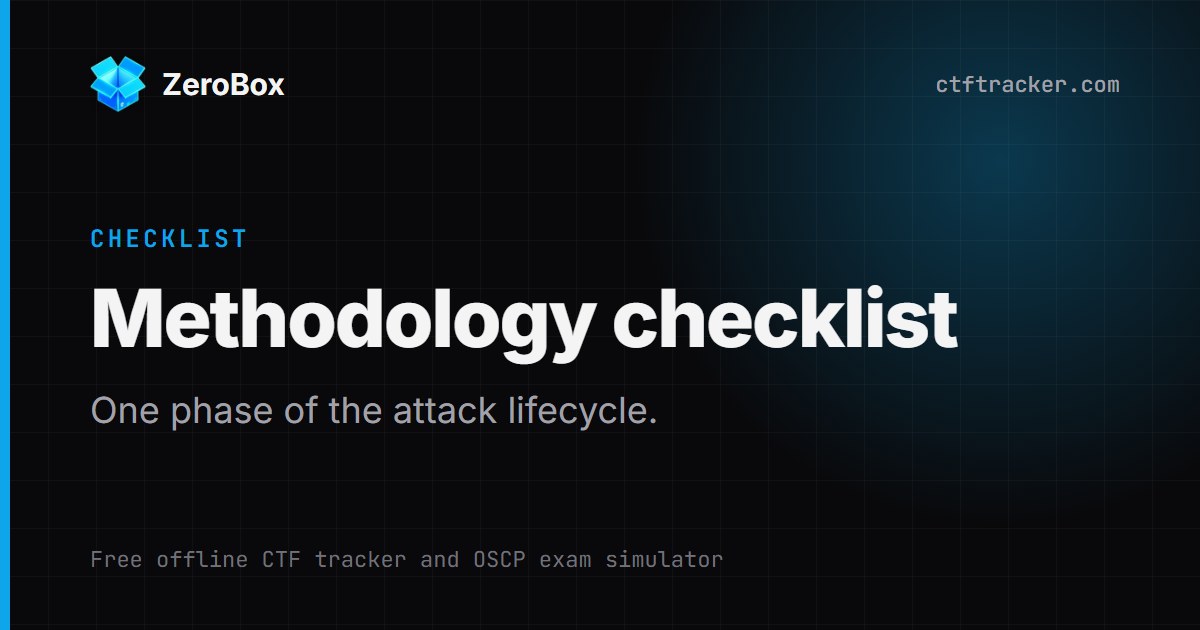 ZeroBox
ctftracker.com
CHECKLIST
Methodology checklist
One phase of the attack lifecycle.
Free offline CTF tracker and OSCP exam simulator